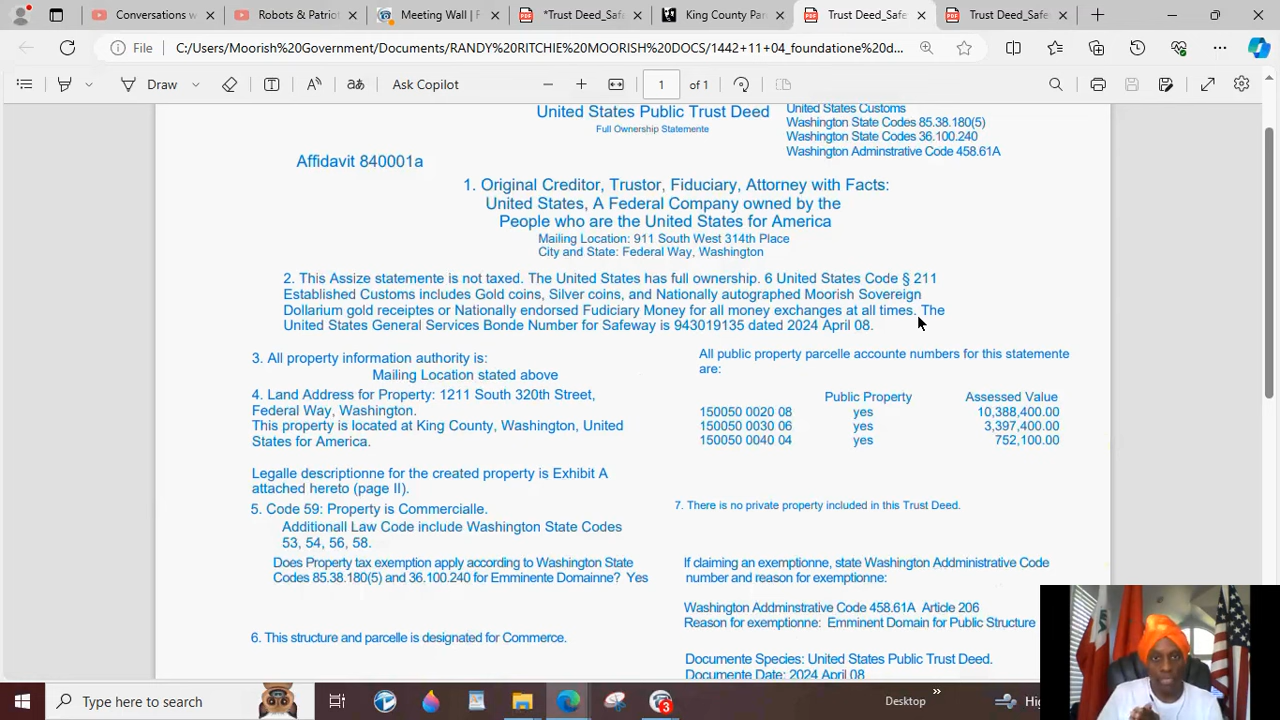 Conversations w
Robots & Patriot
Meeting Wall | F
*Trust Deed_Safe
King County Par
Trust Deed_Safe
Trust Deed_Safe
File
C:/Users/Moorish%20Government/Documents/RANDY%20RITCHIE%20MOORISH%20DOCS/1442+11+04_foundatione%20d...
Draw
Ask Copilot
1 of 1
United States Public Trust Deed
Full Ownership Statemente
United States Customs
Washington State Codes 85.38.180(5)
Washington State Codes 36.100.240
Washington Adminstrative Code 458.61A
Affidavit 840001a
1. Original Creditor, Trustor, Fiduciary, Attorney with Facts:
United States, A Federal Company owned by the
People who are the United States for America
Mailing Location: 911 South West 314th Place
City and State: Federal Way, Washington
2. This Assize statemente is not taxed. The United States has full ownership. 6 United States Code § 211
Established Customs includes Gold coins, Silver coins, and Nationally autographed Moorish Sovereign
Dollarium gold receiptes or Nationally endorsed Fudiciary Money for all money exchanges at all times. The
United States General Services Bonde Number for Safeway is 943019135 dated 2024 April 08.
3. All property information authority is:
Mailing Location stated above
4. Land Address for Property: 1211 South 320th Street,
Federal Way, Washington.
This property is located at King County, Washington, United
States for America.
Legalle descriptionne for the created property is Exhibit A
attached hereto (page II).
5. Code 59: Property is Commercialle.
Additionall Law Code include Washington State Codes
53, 54, 56, 58.
Does Property tax exemption apply according to Washington State
Codes 85.38.180(5) and 36.100.240 for Emminente Domainne? Yes
6. This structure and parcelle is designated for Commerce.
All public property parcelle accounte numbers for this statemente
are:
Public Property Assessed Value
150050 0020 08 yes 10,388,400.00
150050 0030 06 yes 3,397,400.00
150050 0040 04 yes 752,100.00
7. There is no private property included in this Trust Deed.
If claiming an exemptionne, state Washington Addministrative Code
number and reason for exemptionne:
Washington Addminstrative Code 458.61A Article 206
Reason for exemptionne: Emminent Domain for Public Structure
Documente Species: United States Public Trust Deed.
Documente Date: 2024 April 08
Type here to search
3
Desktop
»